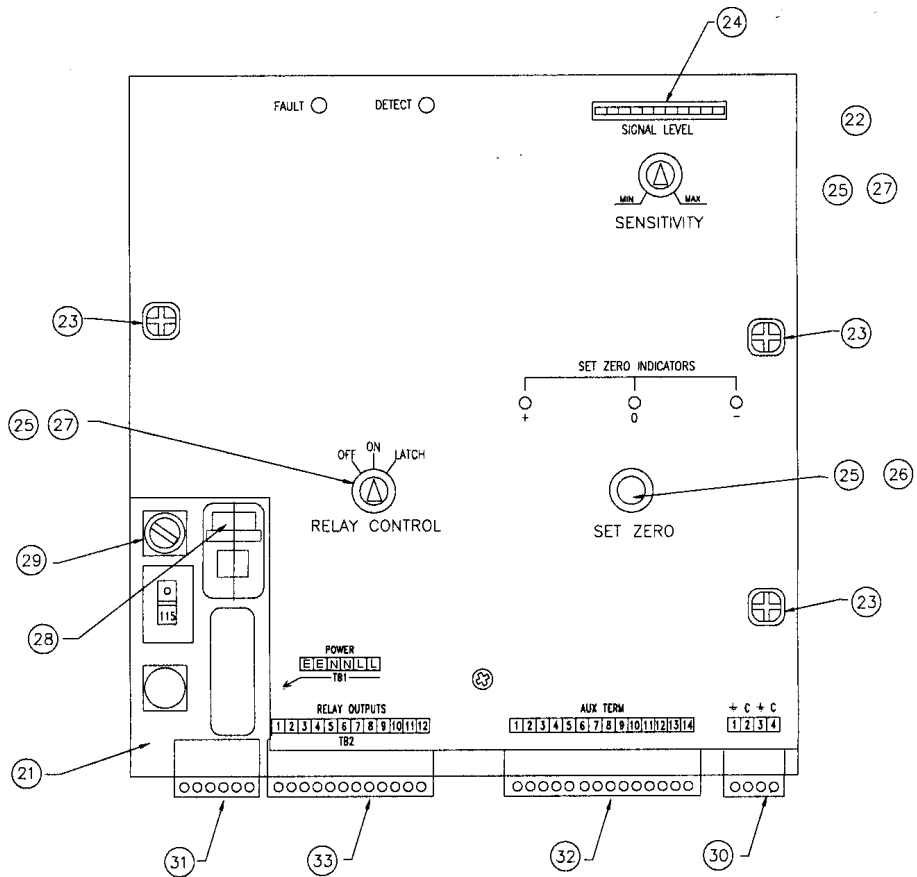 24
FAULT DETECT
SIGNAL LEVEL
22
MIN MAX
SENSITIVITY
25 27
23
23
SET ZERO INDICATORS
+ 0 -
25 27
OFF ON LATCH
RELAY CONTROL
25 26
SET ZERO
29
115
28
23
POWER
E E N N L L
TB1
RELAY OUTPUTS
1 2 3 4 5 6 7 8 9 10 11 12
TB2
AUX TERM
1 2 3 4 5 6 7 8 9 10 11 12 13 14
⏚ C ⏚ C
1 2 3 4
21
31
33
32
30